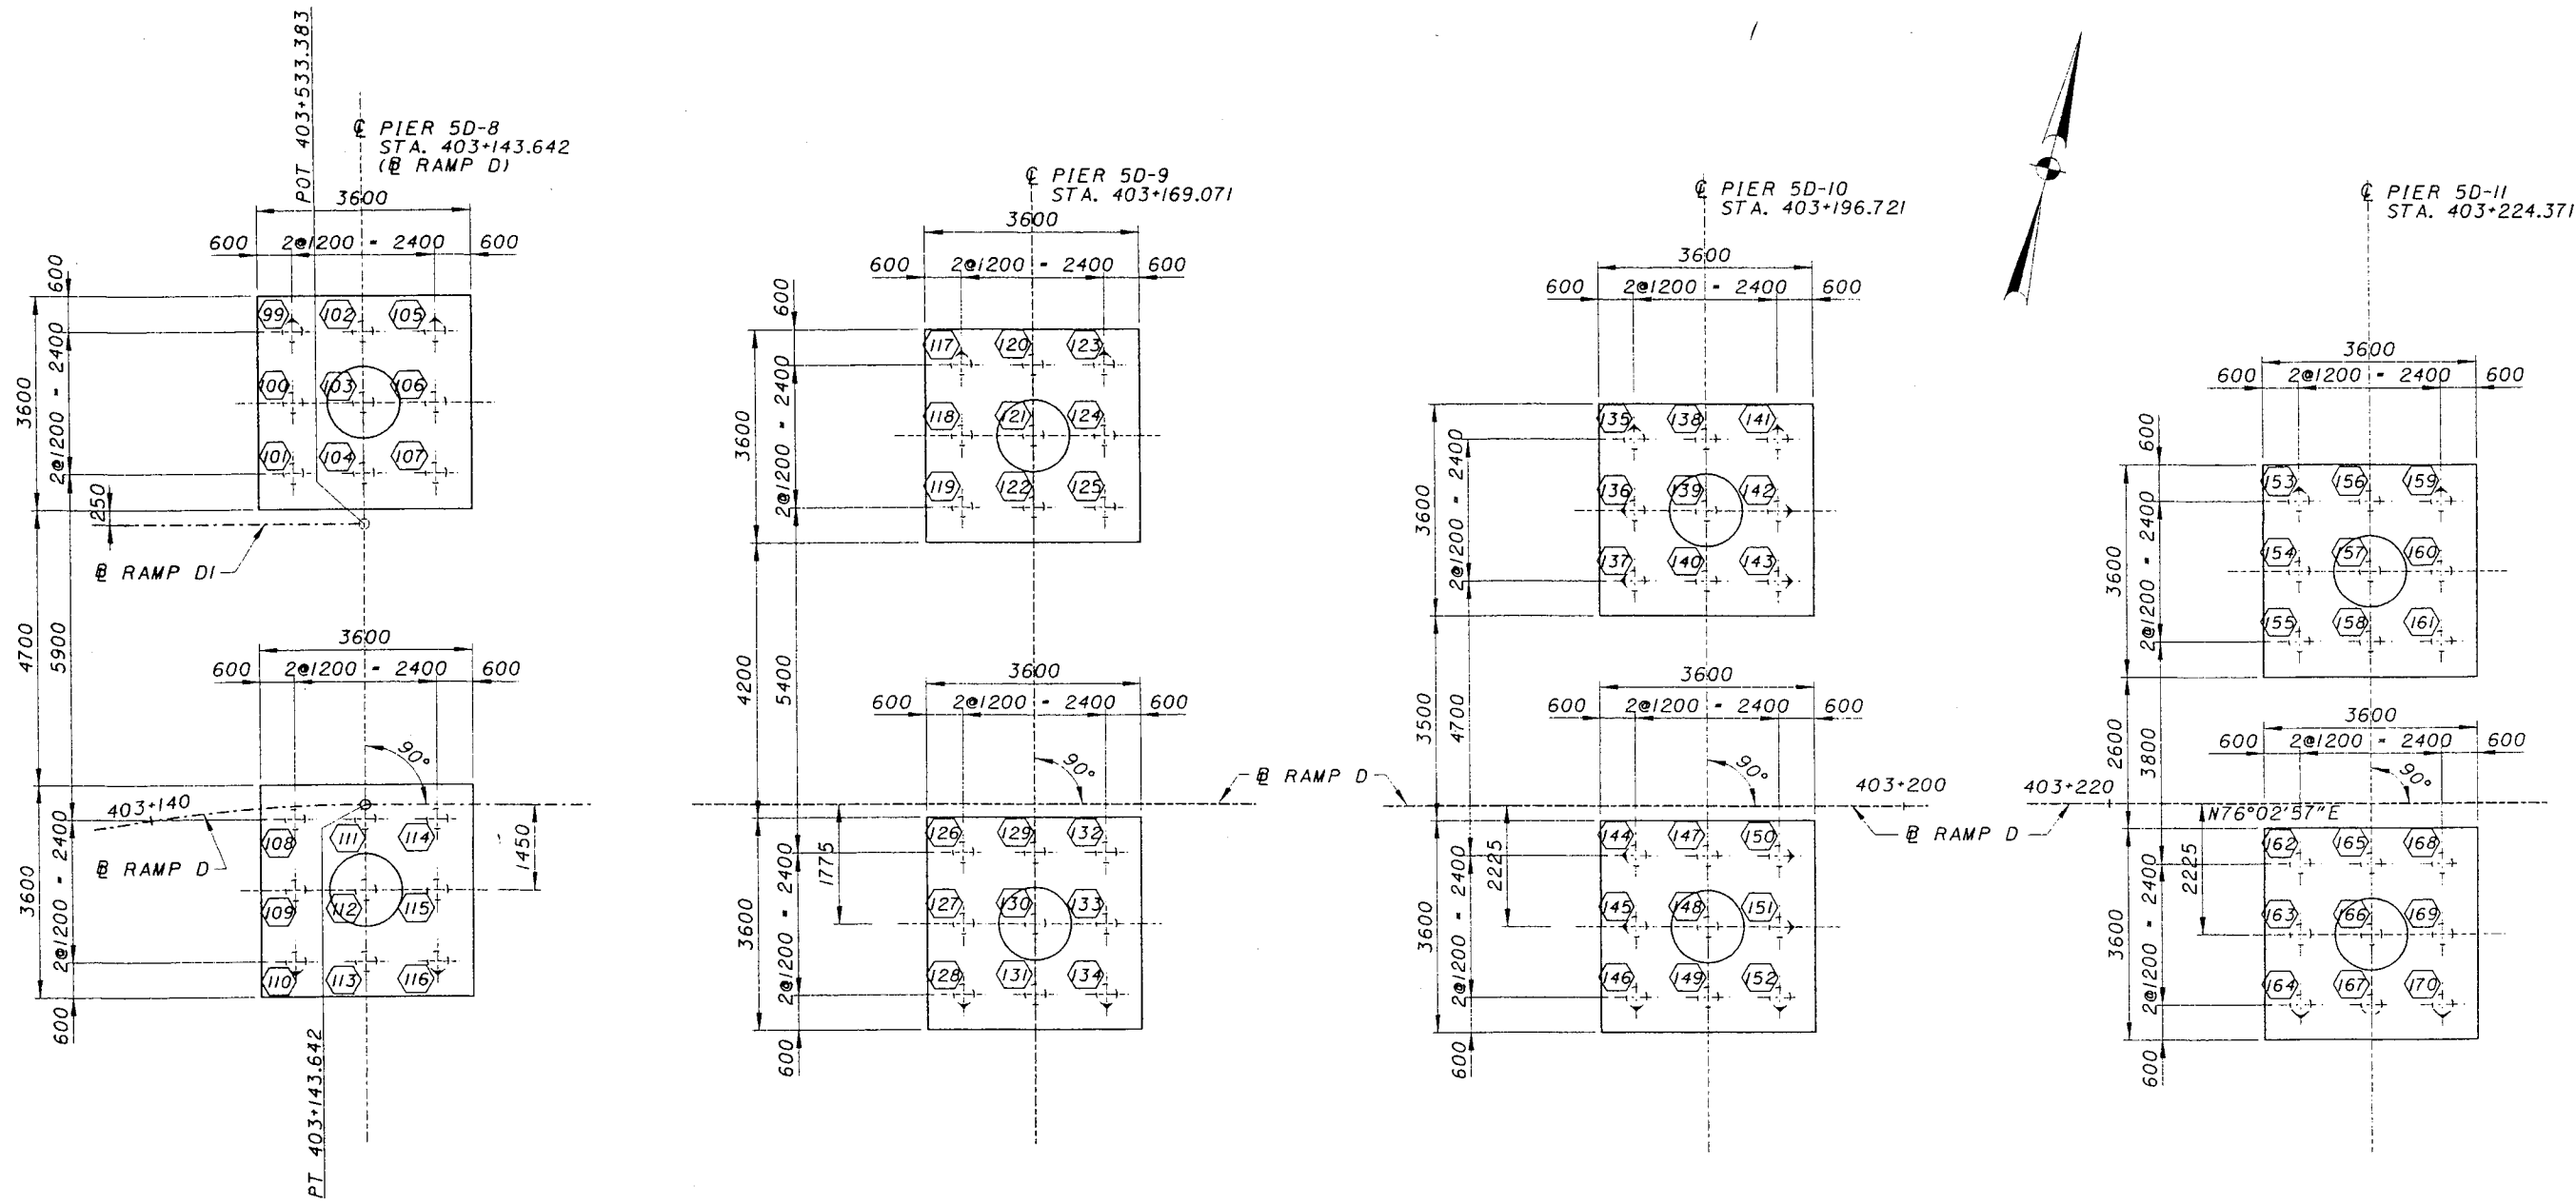 POT 403+533.383
℄ PIER 5D-8
STA. 403+143.642
(B RAMP D)
3600
600 2@1200 = 2400 600
600
2@1200 = 2400
3600
99 102 105
100 103 106
101 104 107
1250
B RAMP D1
4700
5900
3600
600 2@1200 = 2400 600
90°
403+140
B RAMP D
108 111 114
109 112 115
110 113 116
1450
3600
2@1200 = 2400
600
PT 403+143.642
℄ PIER 5D-9
STA. 403+169.071
3600
600 2@1200 = 2400 600
600
2@1200 = 2400
3600
117 120 123
118 121 124
119 122 125
4200
5400
3600
600 2@1200 = 2400 600
90°
B RAMP D
126 129 132
127 130 133
128 131 134
1775
3600
2@1200 = 2400
600
℄ PIER 5D-10
STA. 403+196.721
3600
600 2@1200 = 2400 600
2@1200 = 2400
3600
135 138 141
136 139 142
137 140 143
3500
4700
3600
600 2@1200 = 2400 600
90°
403+200
B RAMP D
144 147 150
145 148 151
146 149 152
2225
3600
2@1200 = 2400
600
℄ PIER 5D-11
STA. 403+224.371
3600
600 2@1200 = 2400 600
600
2@1200 = 2400
3600
153 156 159
154 157 160
155 158 161
2600
3800
3600
600 2@1200 = 2400 600
90°
403+220
N76°02'57"E
162 165 168
163 166 169
164 167 170
2225
3600
2@1200 = 2400
600